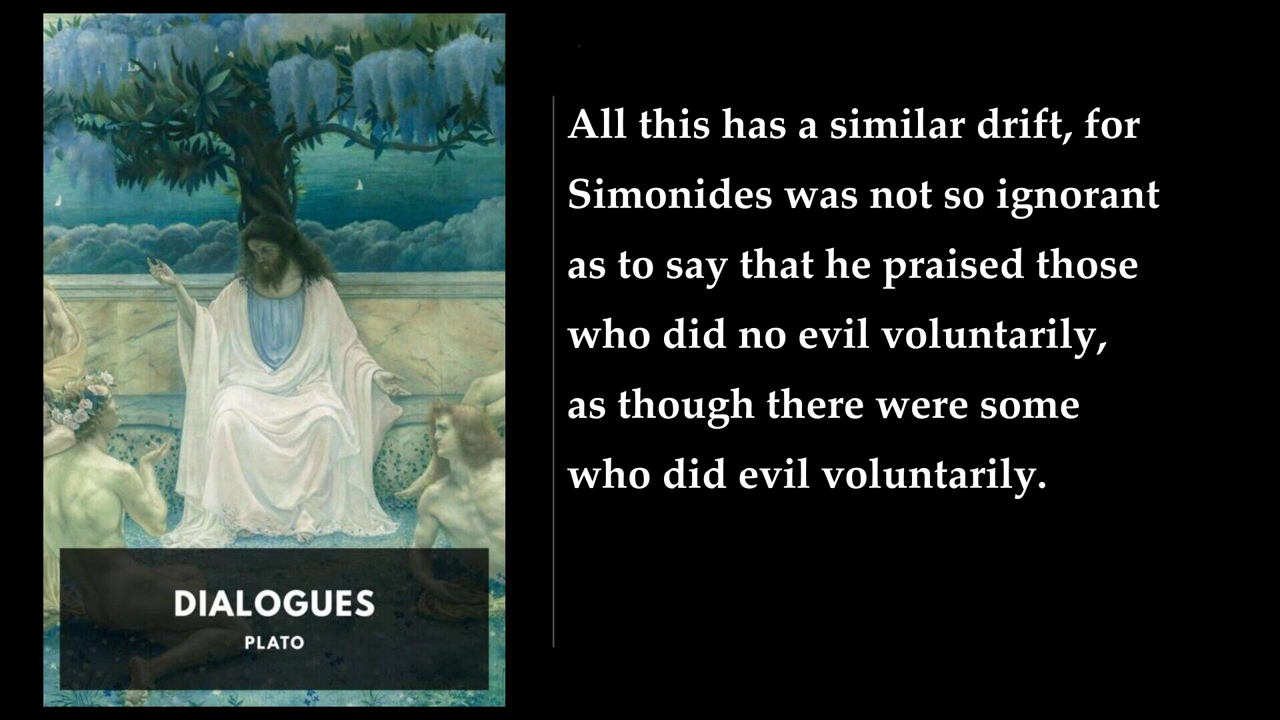 All this has a similar drift, for
Simonides was not so ignorant
as to say that he praised those
who did no evil voluntarily,
as though there were some
who did evil voluntarily.
DIALOGUES
PLATO